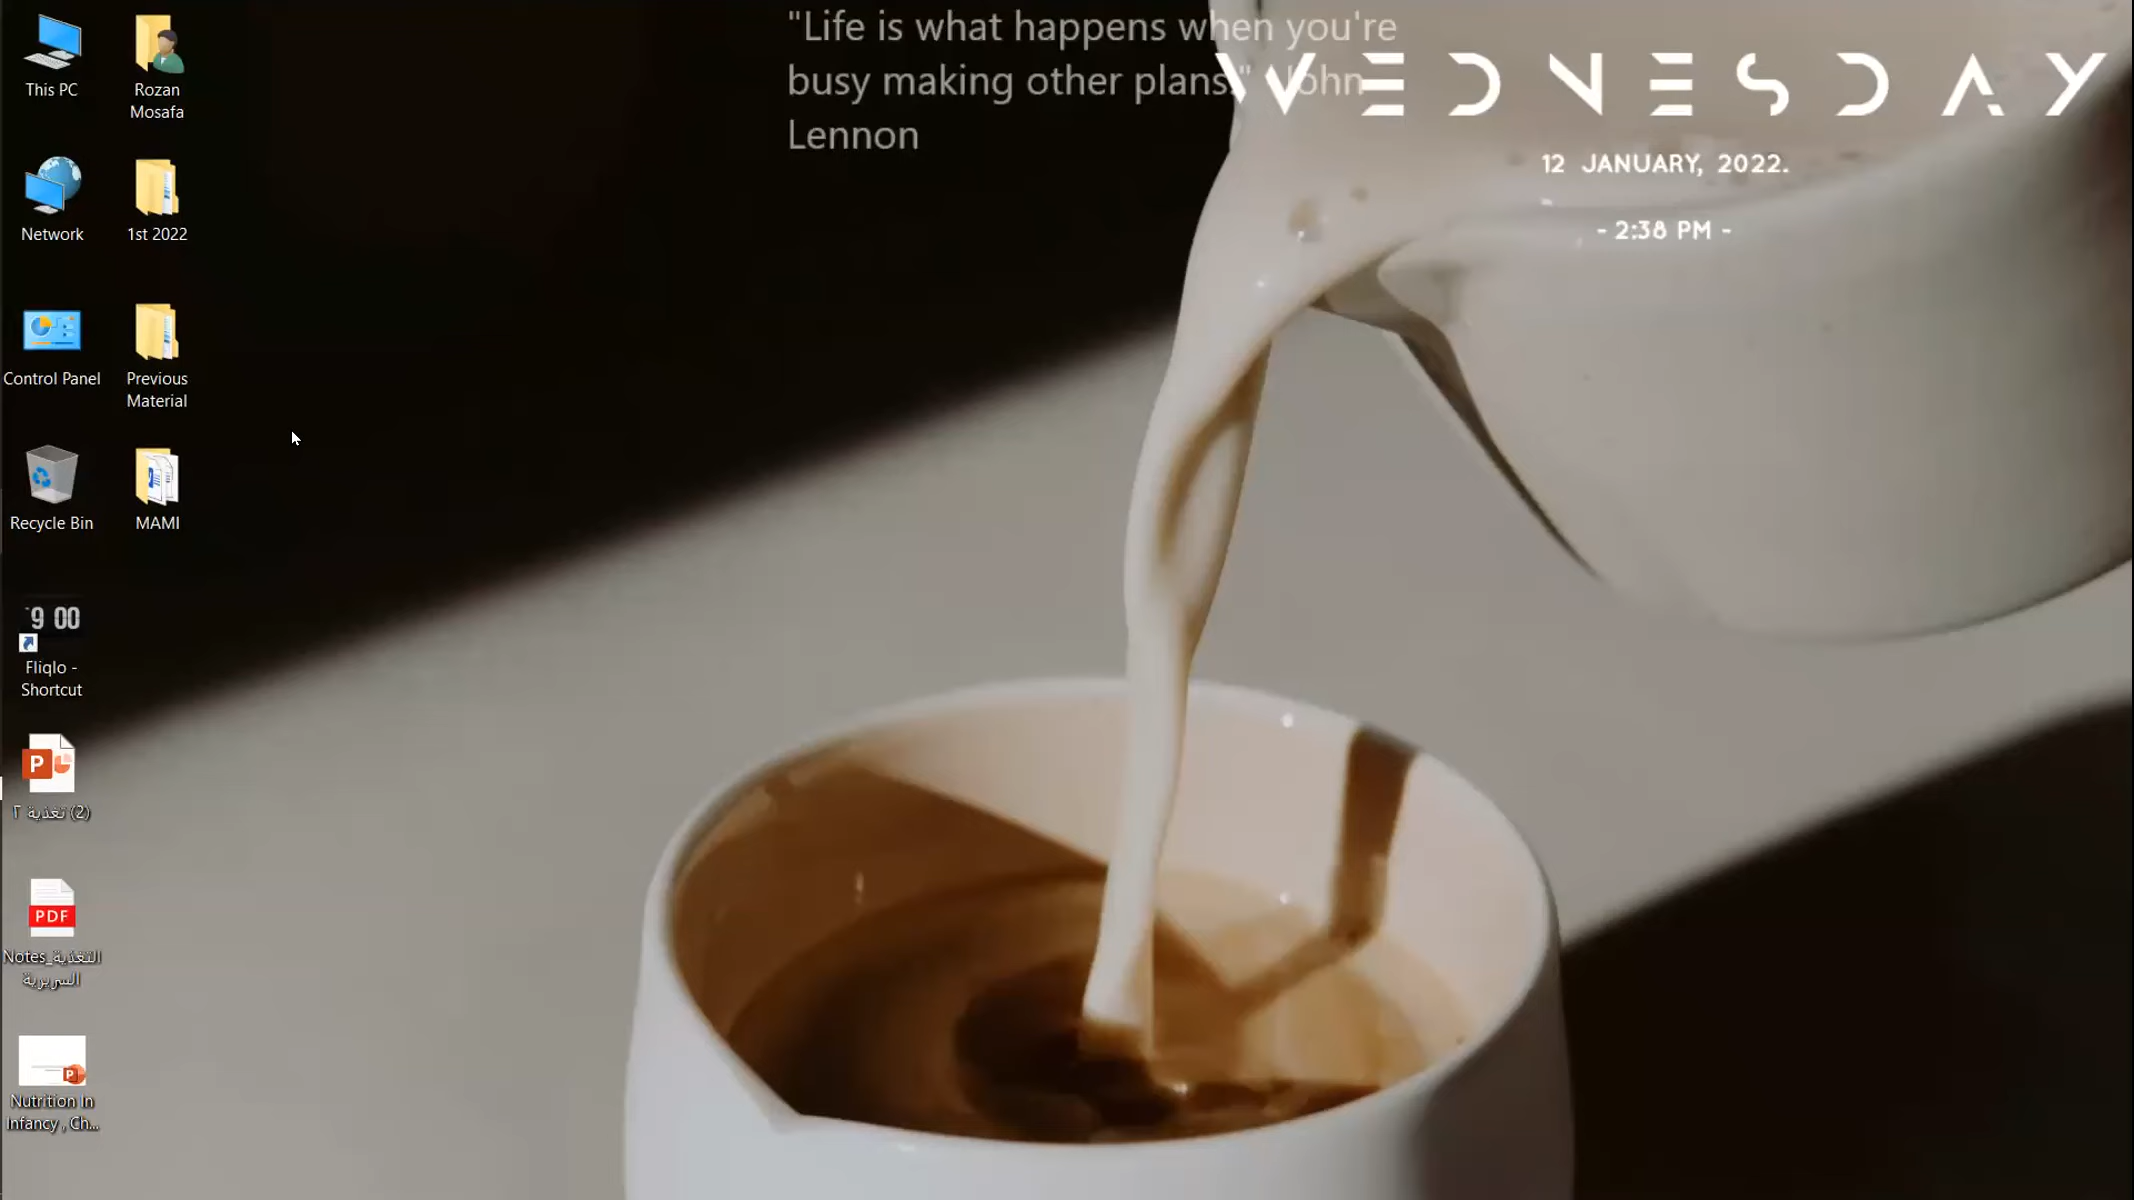 This PC
Rozan
Mosafa
Network
1st 2022
Control Panel
Previous
Material
Recycle Bin
MAMI
9 00
Fliqlo -
Shortcut
P
تغذية ٢ (2)
PDF
Notes_التغذية
السريرية
P
Nutrition In
Infancy , Ch...
"Life is what happens when you're
busy making other plans." - John
Lennon
WEDNESDAY
12 JANUARY, 2022.
- 2:38 PM -